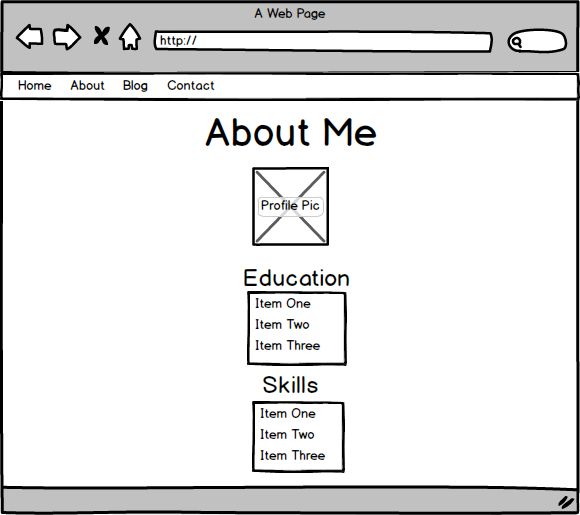 A Web Page
http://
Home About Blog Contact
About Me
Profile Pic
Education
Item One
Item Two
Item Three
Skills
Item One
Item Two
Item Three